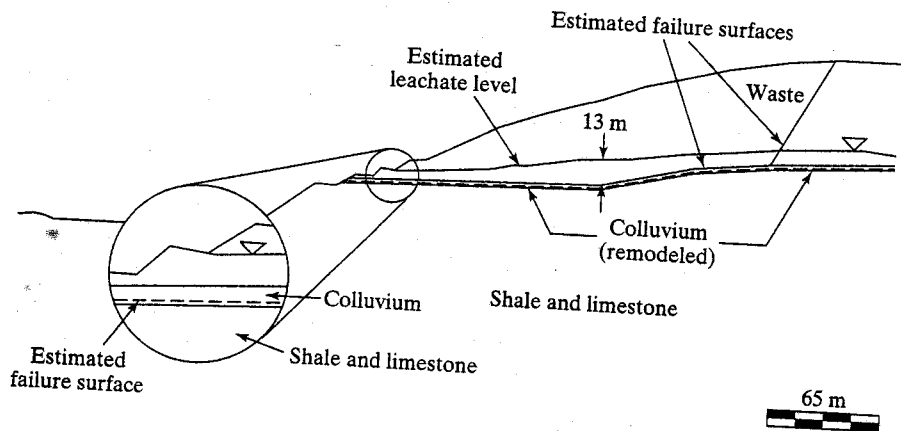 Estimated failure surfaces
Estimated
leachate level
Waste
13 m
Colluvium
(remodeled)
Colluvium
Shale and limestone
Shale and limestone
Estimated
failure surface
65 m